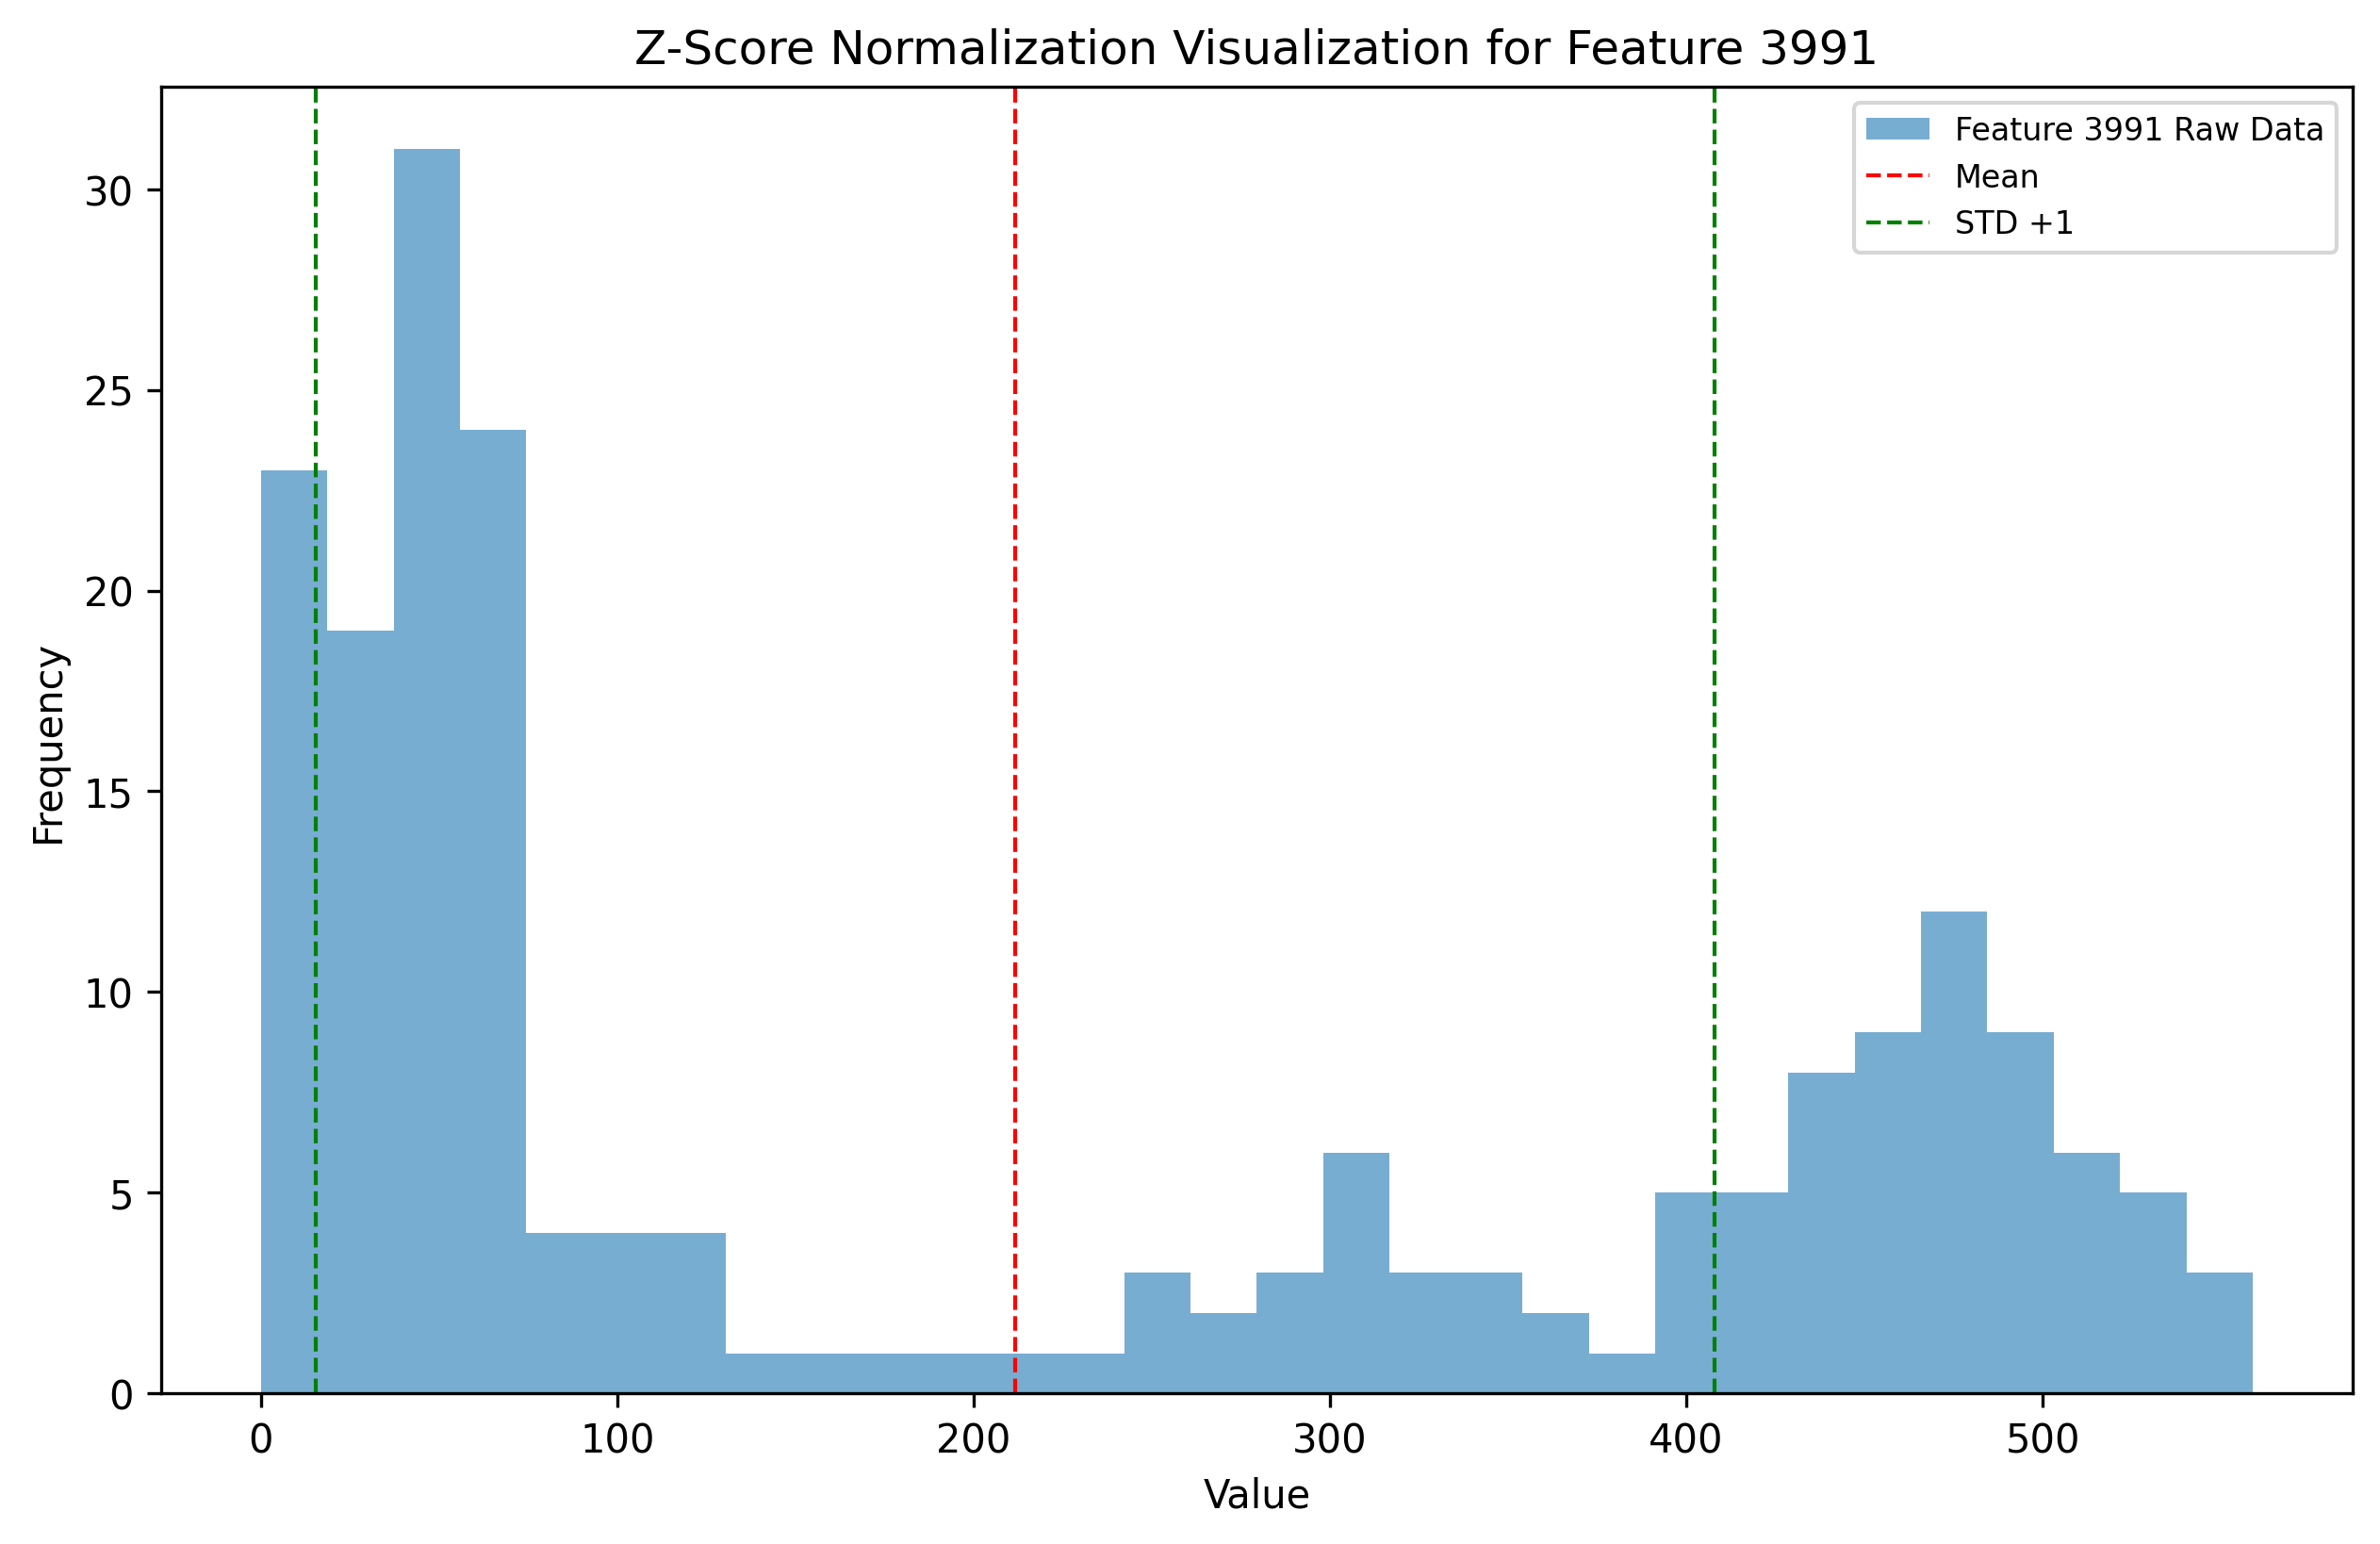 Z-Score Normalization Visualization for Feature 3991
Feature 3991 Raw Data
Mean
STD +1
30
25
20
15
10
5
0
Frequency
0 100 200 300 400 500
Value